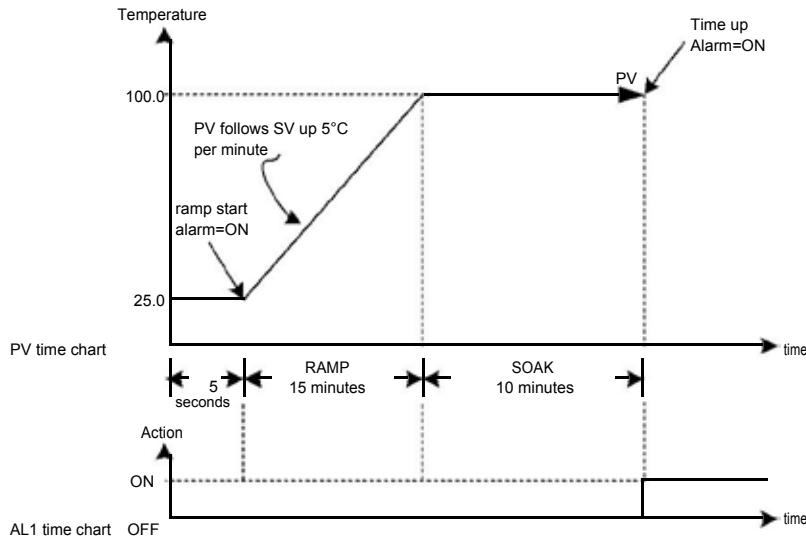 Temperature
Time up
Alarm=ON
PV
100.0
PV follows SV up 5°C
per minute
ramp start
alarm=ON
25.0
PV time chart
time
5
seconds
RAMP
15 minutes
SOAK
10 minutes
Action
ON
AL1 time chart OFF
time